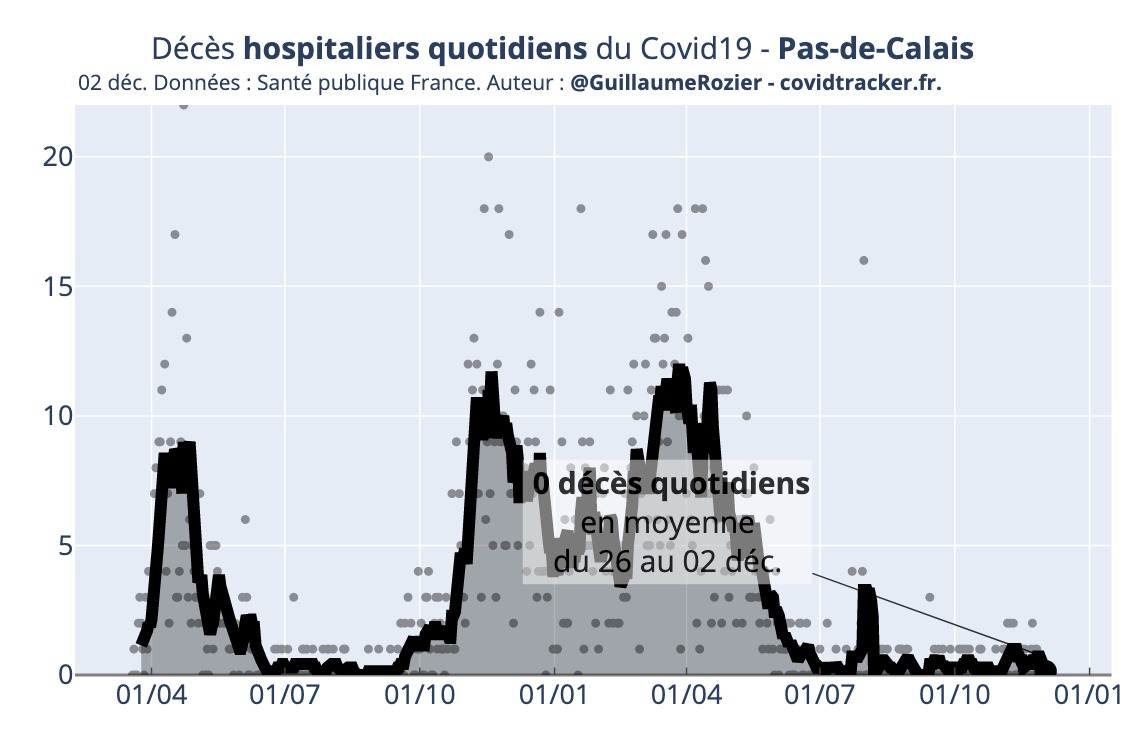 Décès hospitaliers quotidiens du Covid19 - Pas-de-Calais
02 déc. Données : Santé publique France. Auteur : @GuillaumeRozier - covidtracker.fr.
20
15
10
5
0
0 décès quotidiens
en moyenne
du 26 au 02 déc.
01/04 01/07 01/10 01/01 01/04 01/07 01/10 01/01